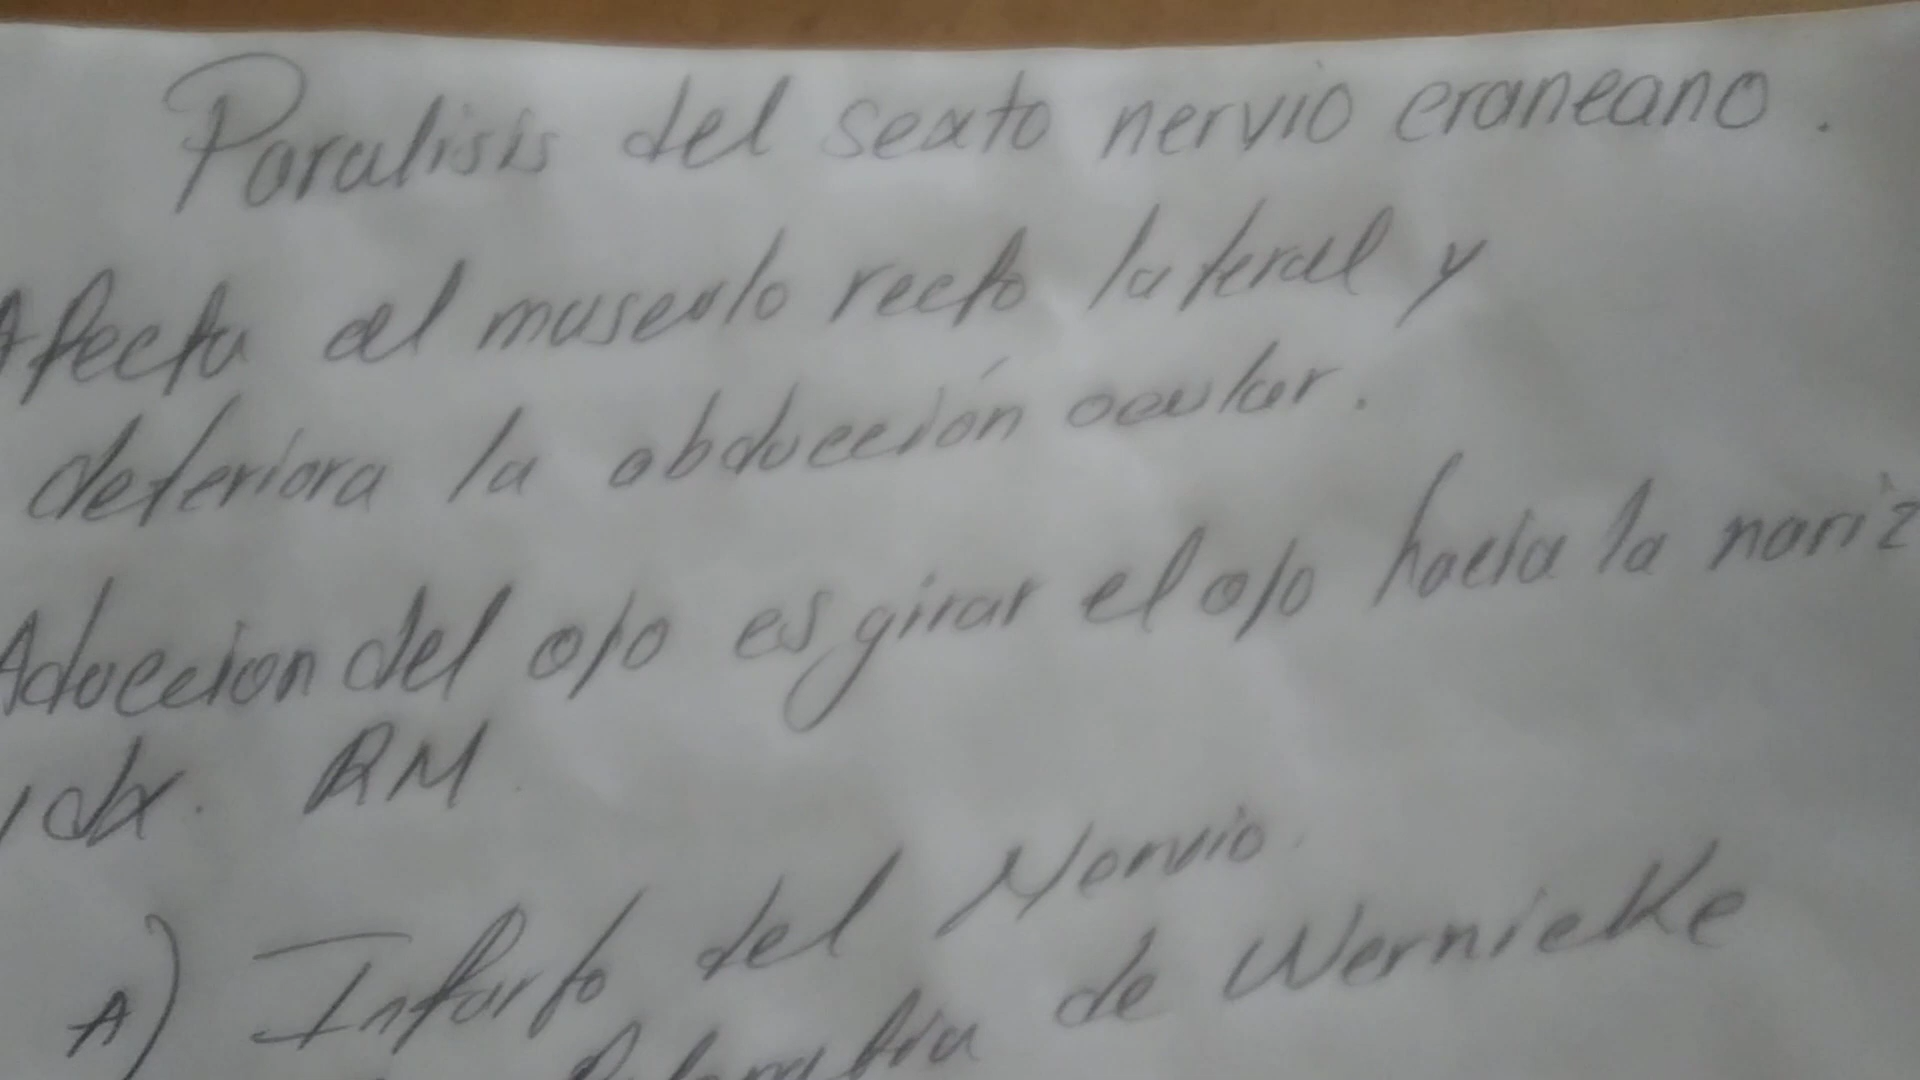 Paralisis del sexto nervio craneano.
Afecta al musculo recto lateral y
deteriora la abducción ocular.
Aduccion del ojo es girar el ojo hacia la nariz
dx. RM
A) Infarto del Nervio
de Wernicke